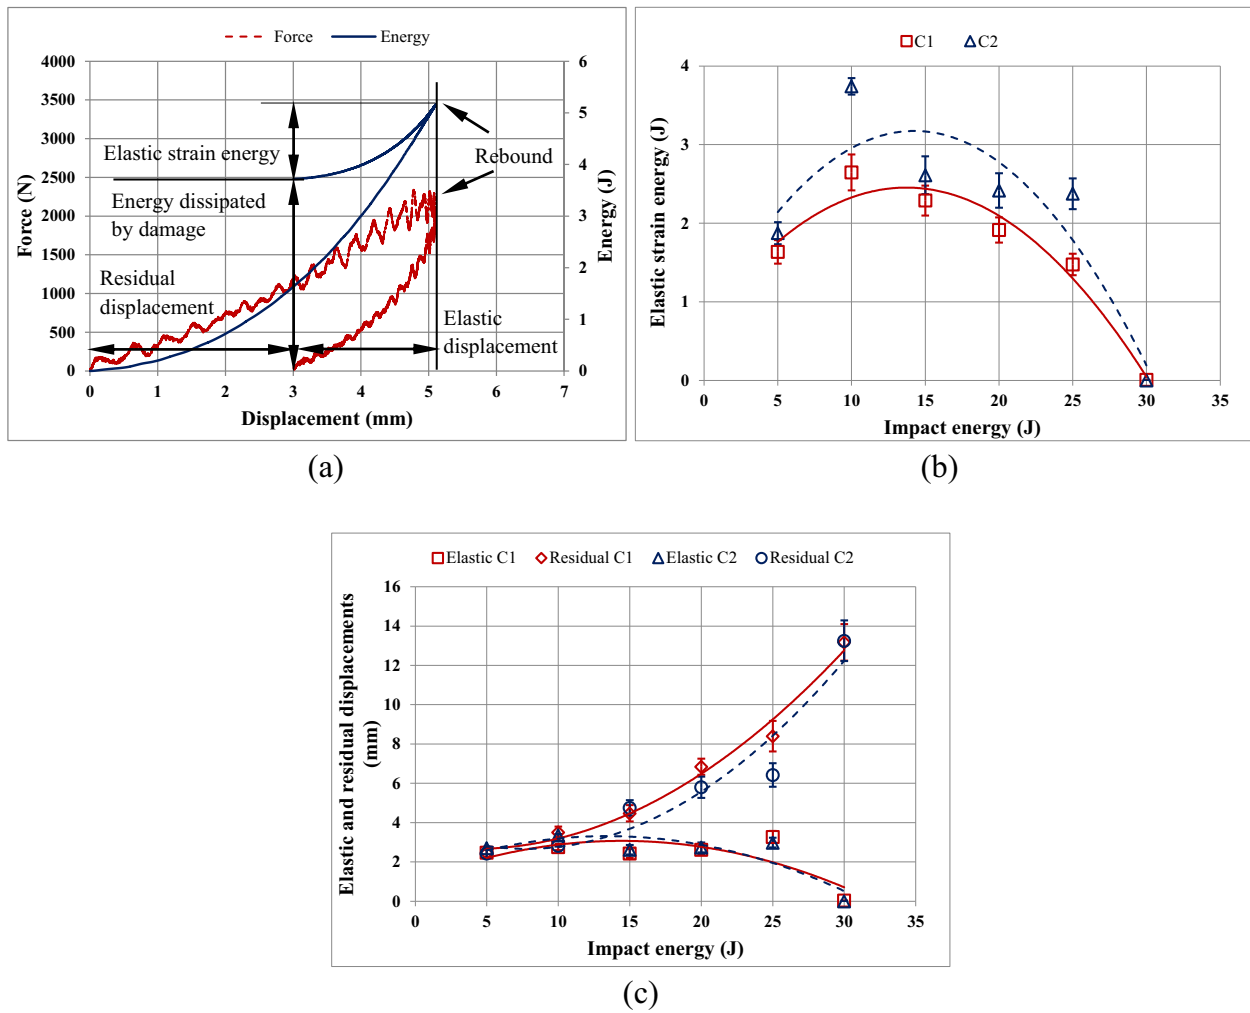 Force Energy
4000
3500
3000
2500
2000
1500
1000
500
0
Force (N)
6
5
4
3
2
1
0
Energy (J)
Elastic strain energy
Rebound
Energy dissipated
by damage
Residual
displacement
Elastic
displacement
0 1 2 3 4 5 6 7
Displacement (mm)
(a)
C1 C2
4
3
2
1
0
Elastic strain energy (J)
0 5 10 15 20 25 30 35
Impact energy (J)
(b)
Elastic C1 Residual C1 Elastic C2 Residual C2
16
14
12
10
8
6
4
2
0
Elastic and residual displacements
(mm)
0 5 10 15 20 25 30 35
Impact energy (J)
(c)